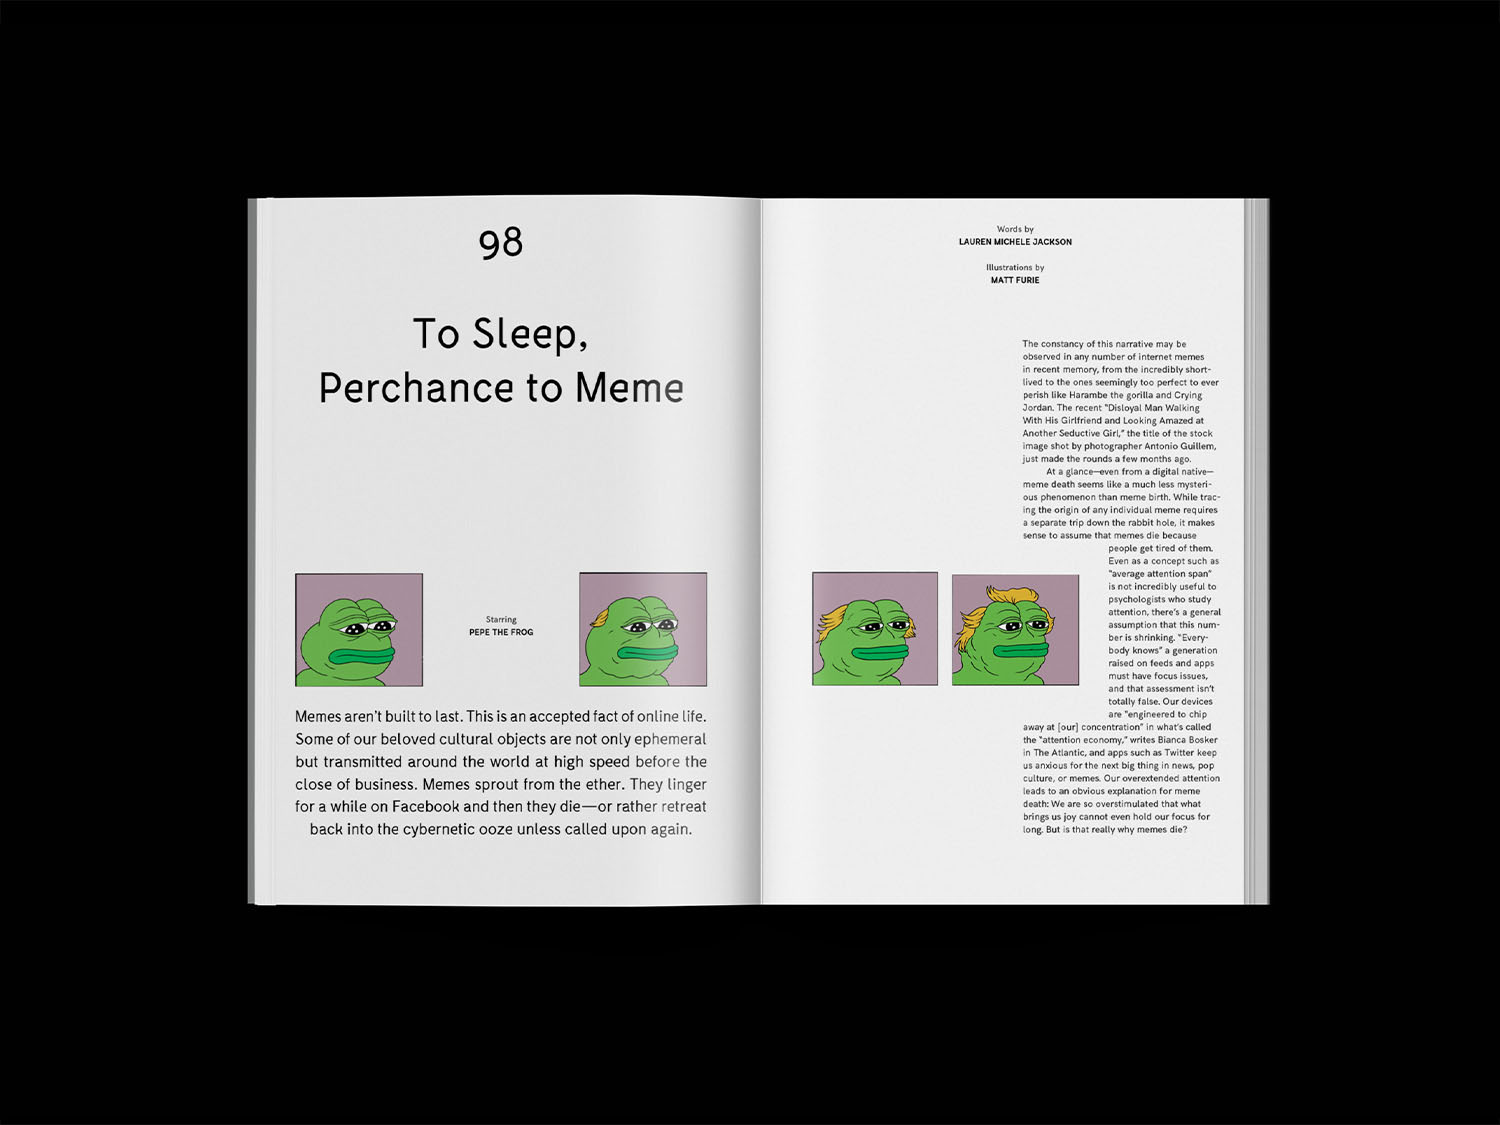 98
To Sleep,
Perchance to Meme
Starring
PEPE THE FROG
Memes aren't built to last. This is an accepted fact of online life.
Some of our beloved cultural objects are not only ephemeral
but transmitted around the world at high speed before the
close of business. Memes sprout from the ether. They linger
for a while on Facebook and then they die—or rather retreat
back into the cybernetic ooze unless called upon again.
Words by
LAUREN MICHELE JACKSON
Illustrations by
MATT FURIE
The constancy of this narrative may be
observed in any number of internet memes
in recent memory, from the incredibly short-
lived to the ones seemingly too perfect to ever
perish like Harambe the gorilla and Crying
Jordan. The recent “Disloyal Man Walking
With His Girlfriend and Looking Amazed at
Another Seductive Girl,” the title of the stock
image shot by photographer Antonio Guillem,
just made the rounds a few months ago.
At a glance—even from a digital native—
meme death seems like a much less mysteri-
ous phenomenon than meme birth. While trac-
ing the origin of any individual meme requires
a separate trip down the rabbit hole, it makes
sense to assume that memes die because
people get tired of them.
Even as a concept such as
“average attention span”
is not incredibly useful to
psychologists who study
attention, there's a general
assumption that this num-
ber is shrinking. “Every-
body knows” a generation
raised on feeds and apps
must have focus issues,
and that assessment isn't
totally false. Our devices
are “engineered to chip
away at [our] concentration” in what's called
the “attention economy,” writes Bianca Bosker
in The Atlantic, and apps such as Twitter keep
us anxious for the next big thing in news, pop
culture, or memes. Our overextended attention
leads to an obvious explanation for meme
death: We are so overstimulated that what
brings us joy cannot even hold our focus for
long. But is that really why memes die?